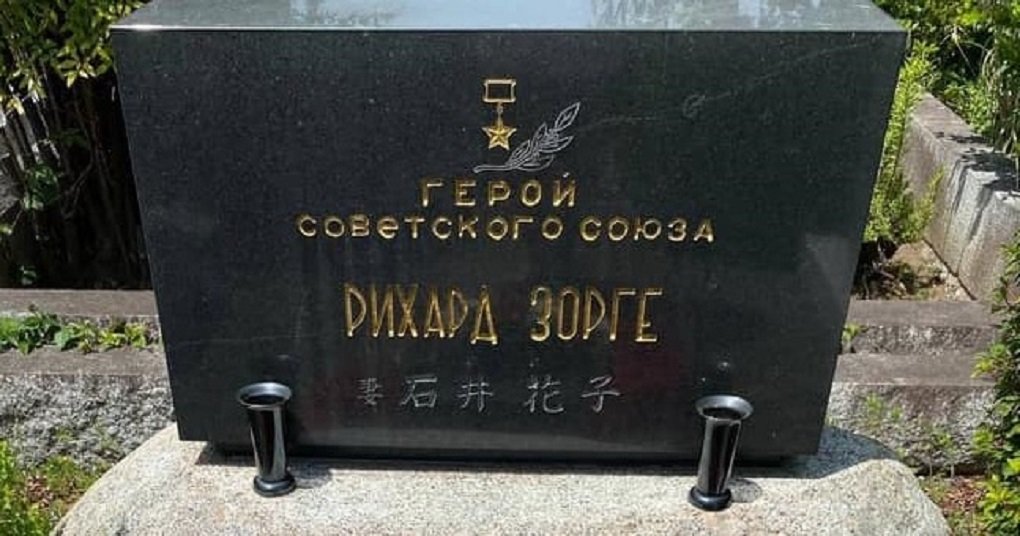 ГЕРОЙ
СОВЕТСКОГО СОЮЗА
РИХАРД ЗОРГЕ
妻 石井 花子